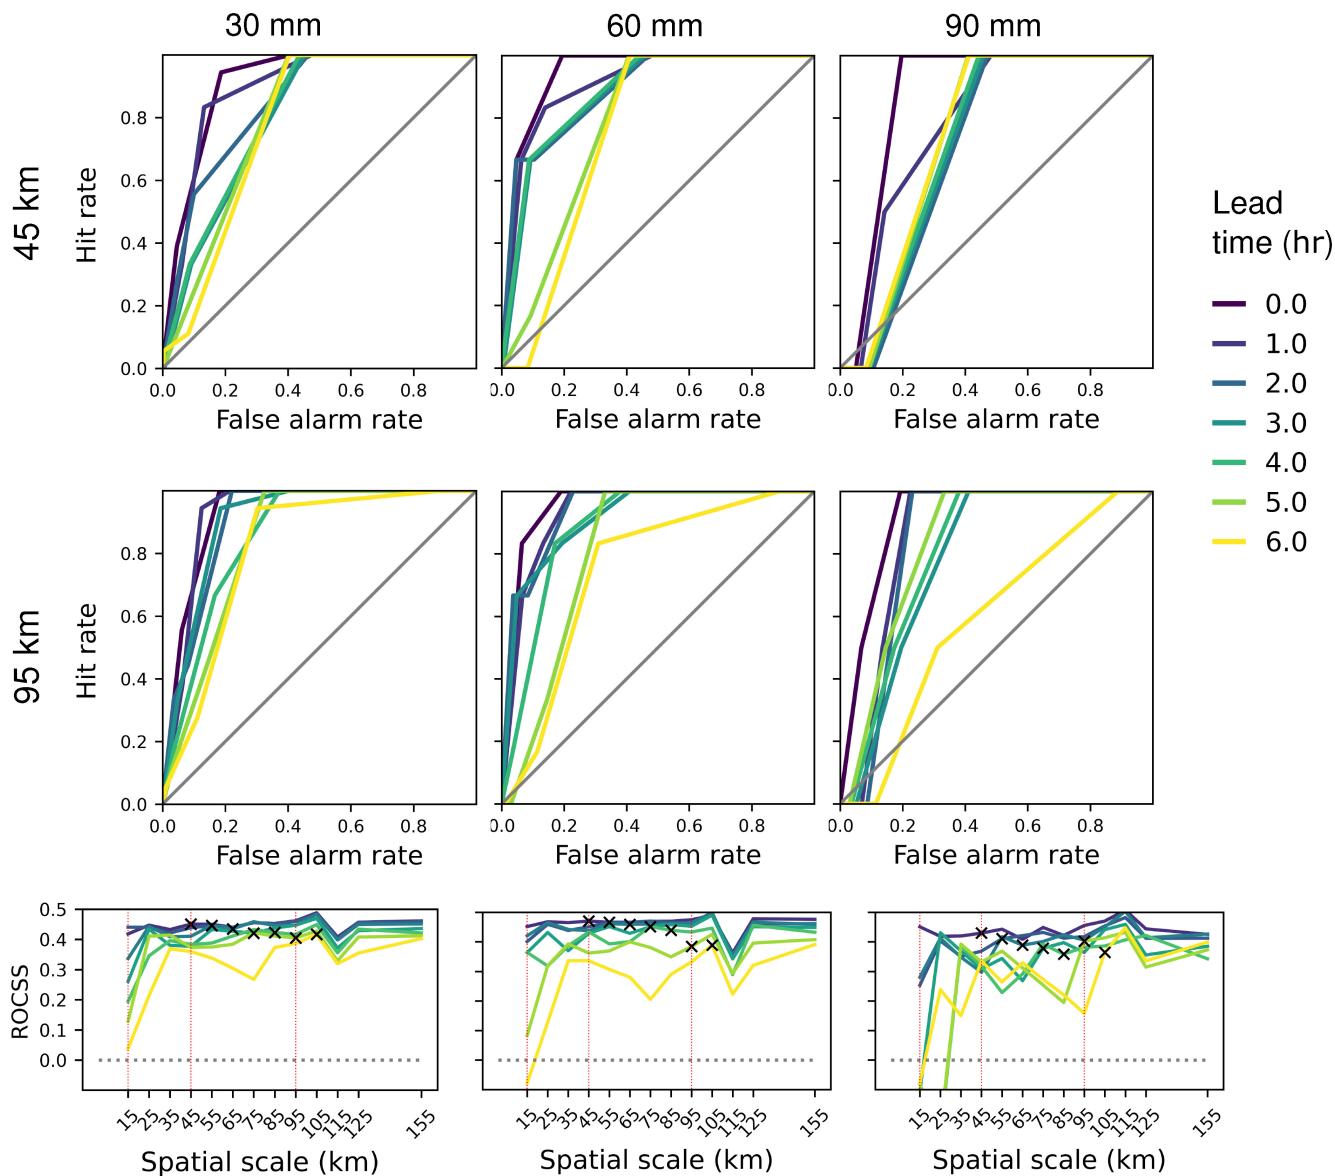 30 mm
60 mm
90 mm
45 km
Hit rate
0.8
0.6
0.4
0.2
0.0
0.0 0.2 0.4 0.6 0.8
0.0 0.2 0.4 0.6 0.8
0.0 0.2 0.4 0.6 0.8
False alarm rate
False alarm rate
False alarm rate
Lead
time (hr)
0.0
1.0
2.0
3.0
4.0
5.0
6.0
95 km
Hit rate
0.8
0.6
0.4
0.2
0.0
0.0 0.2 0.4 0.6 0.8
0.0 0.2 0.4 0.6 0.8
0.0 0.2 0.4 0.6 0.8
False alarm rate
False alarm rate
False alarm rate
ROCSS
0.5
0.4
0.3
0.2
0.1
0.0
15 25 35 45 55 65 75 85 95 105 115 125 155
15 25 35 45 55 65 75 85 95 105 115 125 155
15 25 35 45 55 65 75 85 95 105 115 125 155
Spatial scale (km)
Spatial scale (km)
Spatial scale (km)